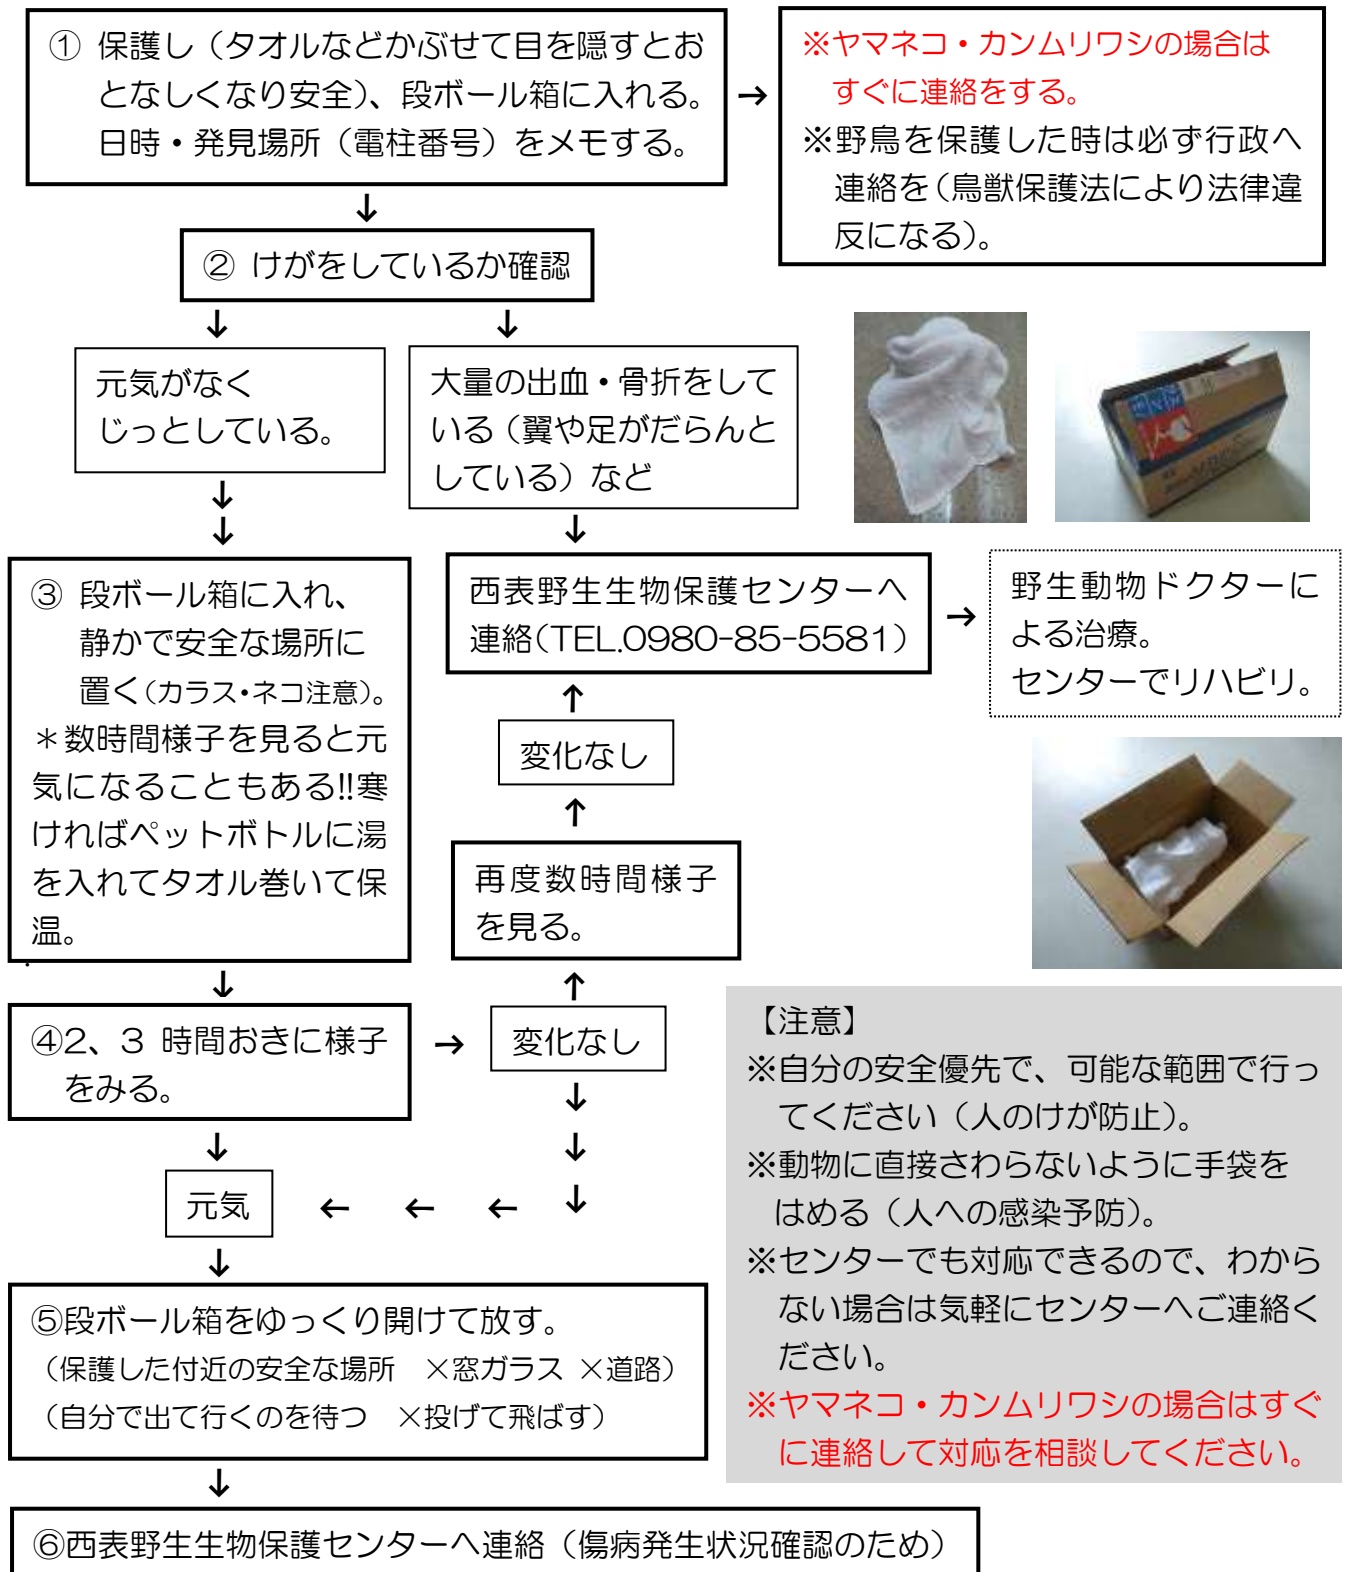 ① 保護し（タオルなどかぶせて目を隠すとお
となしくなり安全）、段ボール箱に入れる。
日時・発見場所（電柱番号）をメモする。
→
※ヤマネコ・カンムリワシの場合は
すぐに連絡をする。
※野鳥を保護した時は必ず行政へ
連絡を（鳥獣保護法により法律違
反になる）。
↓
② けがをしているか確認
↓ ↓
元気がなく
じっとしている。
大量の出血・骨折をして
いる（翼や足がだらんと
している）など
↓
↓
↓
③ 段ボール箱に入れ、
静かで安全な場所に
置く（カラス・ネコ注意）。
＊数時間様子を見ると元
気になることもある!!寒
ければペットボトルに湯
を入れてタオル巻いて保
温。
西表野生生物保護センターへ
連絡（TEL.0980-85-5581）
→
野生動物ドクターに
よる治療。
センターでリハビリ。
↑
変化なし
↑
再度数時間様子
を見る。
↑
↓
④2、3 時間おきに様子
をみる。
→
変化なし
↓
↓
↓
↓
元気
← ← ←
↓
⑤段ボール箱をゆっくり開けて放す。
（保護した付近の安全な場所　×窓ガラス ×道路）
（自分で出て行くのを待つ　×投げて飛ばす）
↓
⑥西表野生生物保護センターへ連絡（傷病発生状況確認のため）
【注意】
※自分の安全優先で、可能な範囲で行っ
てください（人のけが防止）。
※動物に直接さわらないように手袋を
はめる（人への感染予防）。
※センターでも対応できるので、わから
ない場合は気軽にセンターへご連絡く
ださい。
※ヤマネコ・カンムリワシの場合はすぐ
に連絡して対応を相談してください。